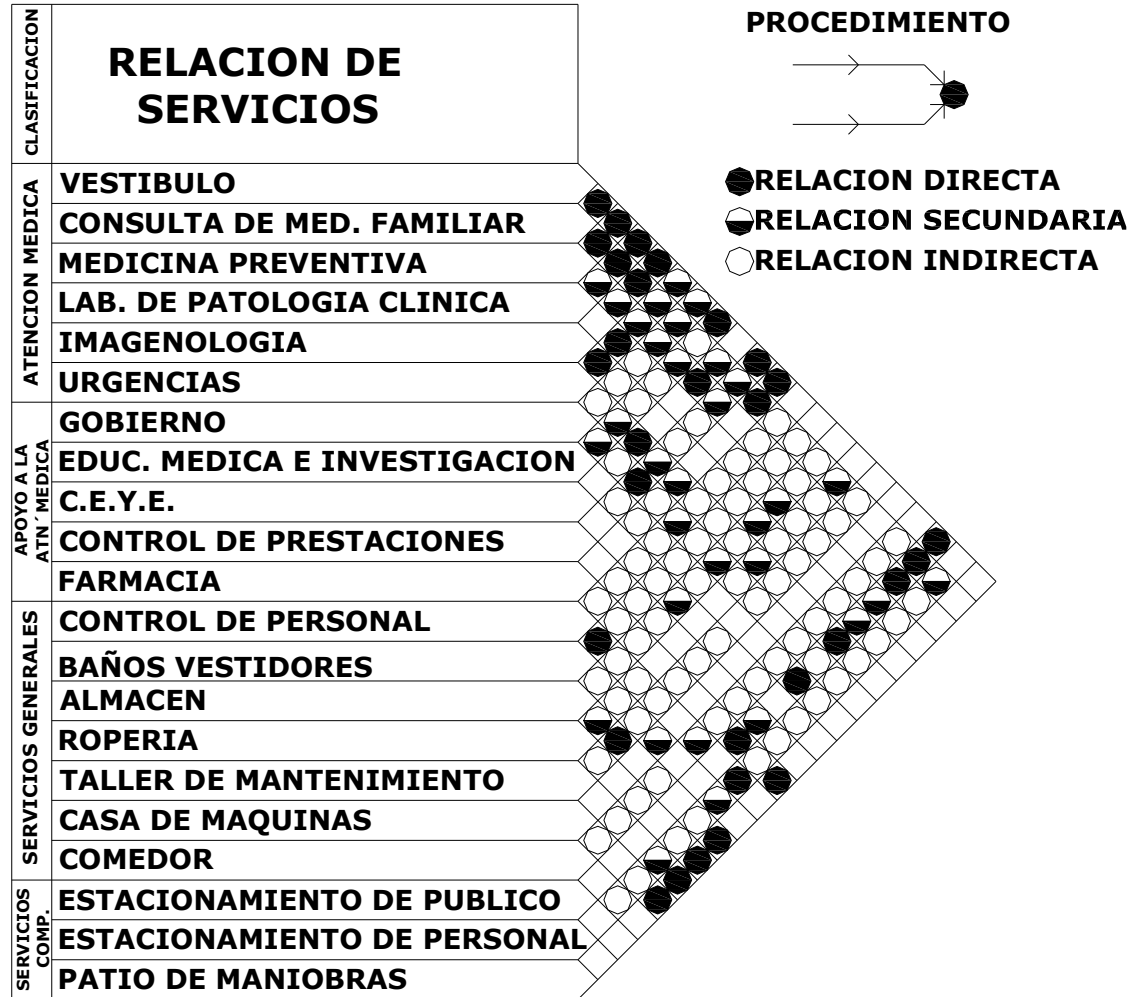 CLASIFICACION
RELACION DE
SERVICIOS
PROCEDIMIENTO
RELACION DIRECTA
RELACION SECUNDARIA
RELACION INDIRECTA
ATENCION MEDICA
VESTIBULO
CONSULTA DE MED. FAMILIAR
MEDICINA PREVENTIVA
LAB. DE PATOLOGIA CLINICA
IMAGENOLOGIA
URGENCIAS
APOYO A LA
ATN´MEDICA
GOBIERNO
EDUC. MEDICA E INVESTIGACION
C.E.Y.E.
CONTROL DE PRESTACIONES
FARMACIA
SERVICIOS GENERALES
CONTROL DE PERSONAL
BAÑOS VESTIDORES
ALMACEN
ROPERIA
TALLER DE MANTENIMIENTO
CASA DE MAQUINAS
COMEDOR
SERVICIOS
COMP.
ESTACIONAMIENTO DE PUBLICO
ESTACIONAMIENTO DE PERSONAL
PATIO DE MANIOBRAS